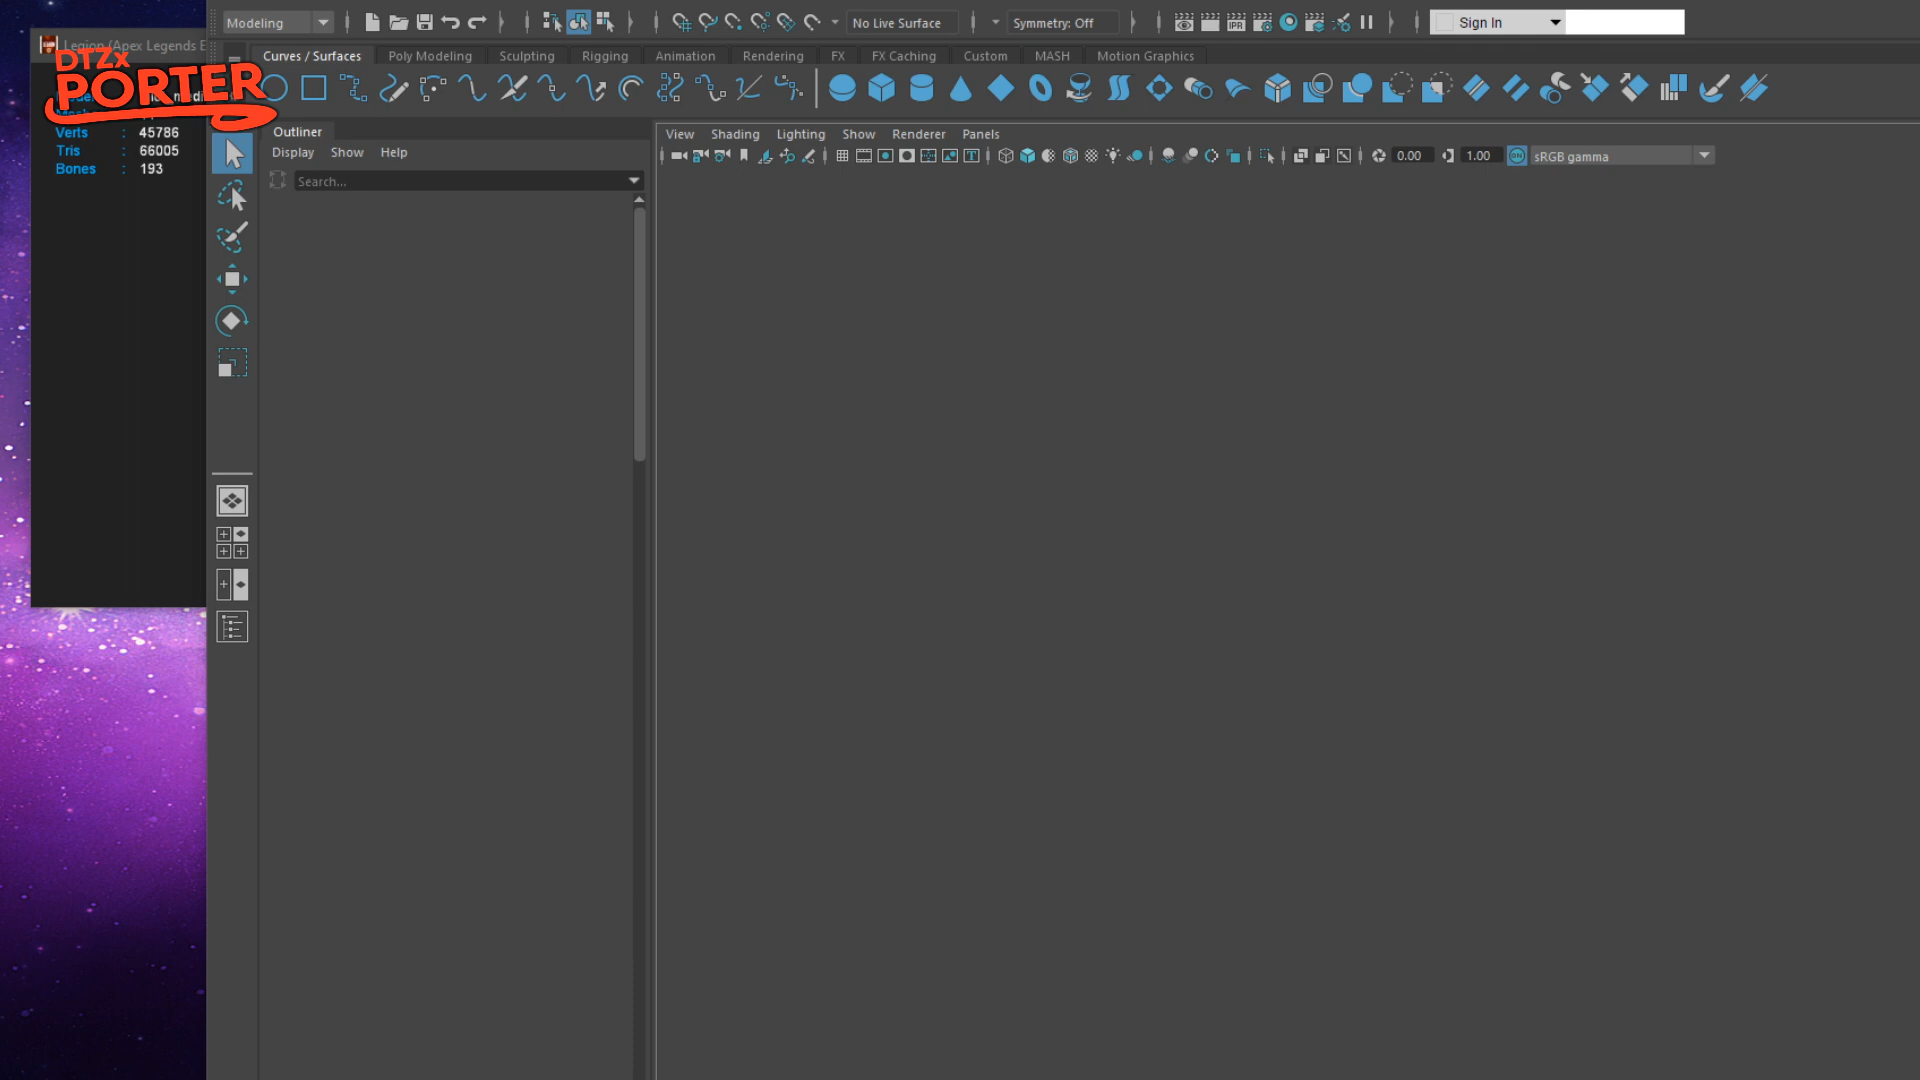 Modeling
No Live Surface
Symmetry: Off
Sign In
Legion (Apex Legends E
DTZx
PORTER
Curves / Surfaces
Poly Modeling
Sculpting
Rigging
Animation
Rendering
FX
FX Caching
Custom
MASH
Motion Graphics
IPR
Verts : 45786
Tris : 66005
Bones : 193
Outliner
Display Show Help
Search...
View Shading Lighting Show Renderer Panels
0.00
1.00
ON
sRGB gamma